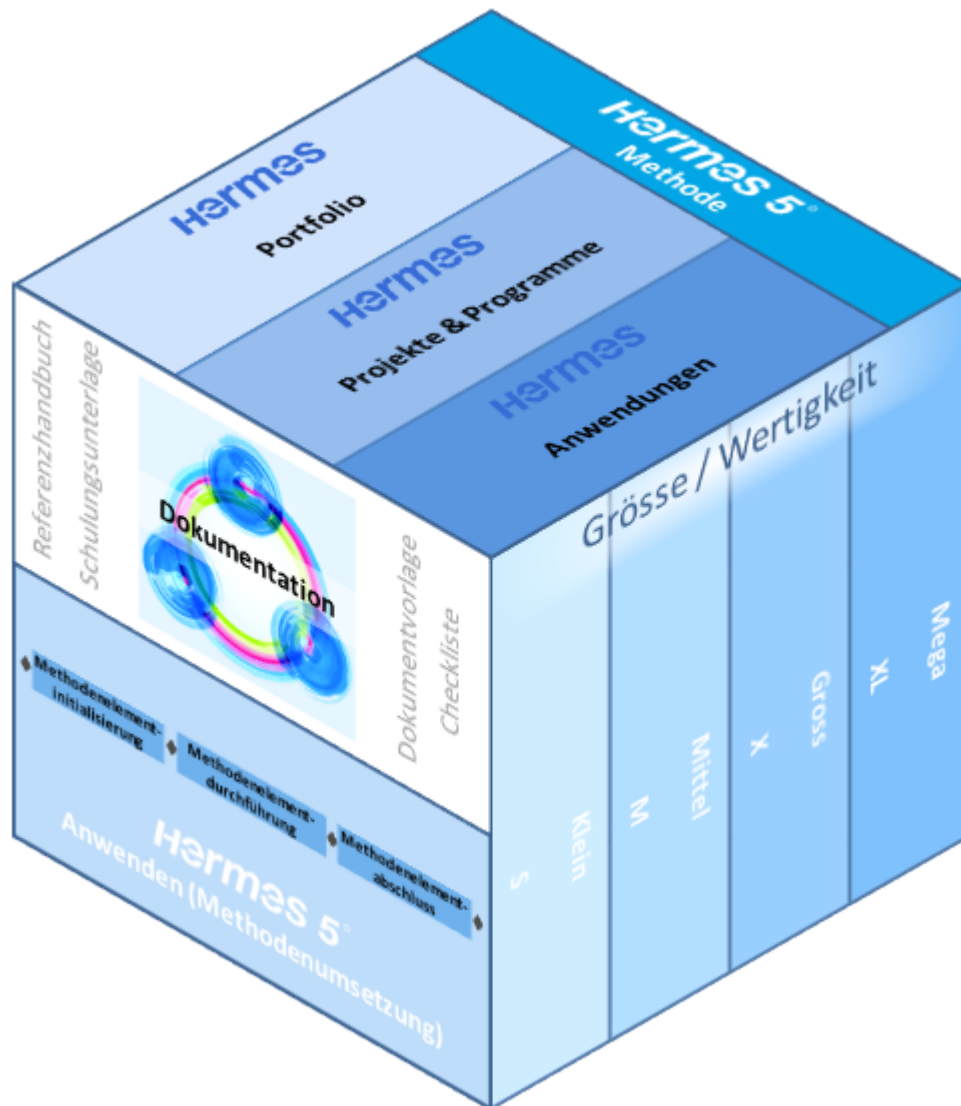 Hermes 5°
Methode
Hermes
Portfolio
Hermes
Projekte & Programme
Hermes
Anwendungen
Referenzhandbuch
Schulungsunterlage
Dokumentation
Dokumentvorlage
Checkliste
Methodenelement-
initialisierung
Methodenelement-
durchführung
Methodenelement-
abschluss
Hermes 5°
Anwenden (Methodenumsetzung)
Grösse / Wertigkeit
S
Klein
M
Mittel
X
Gross
XL
Mega